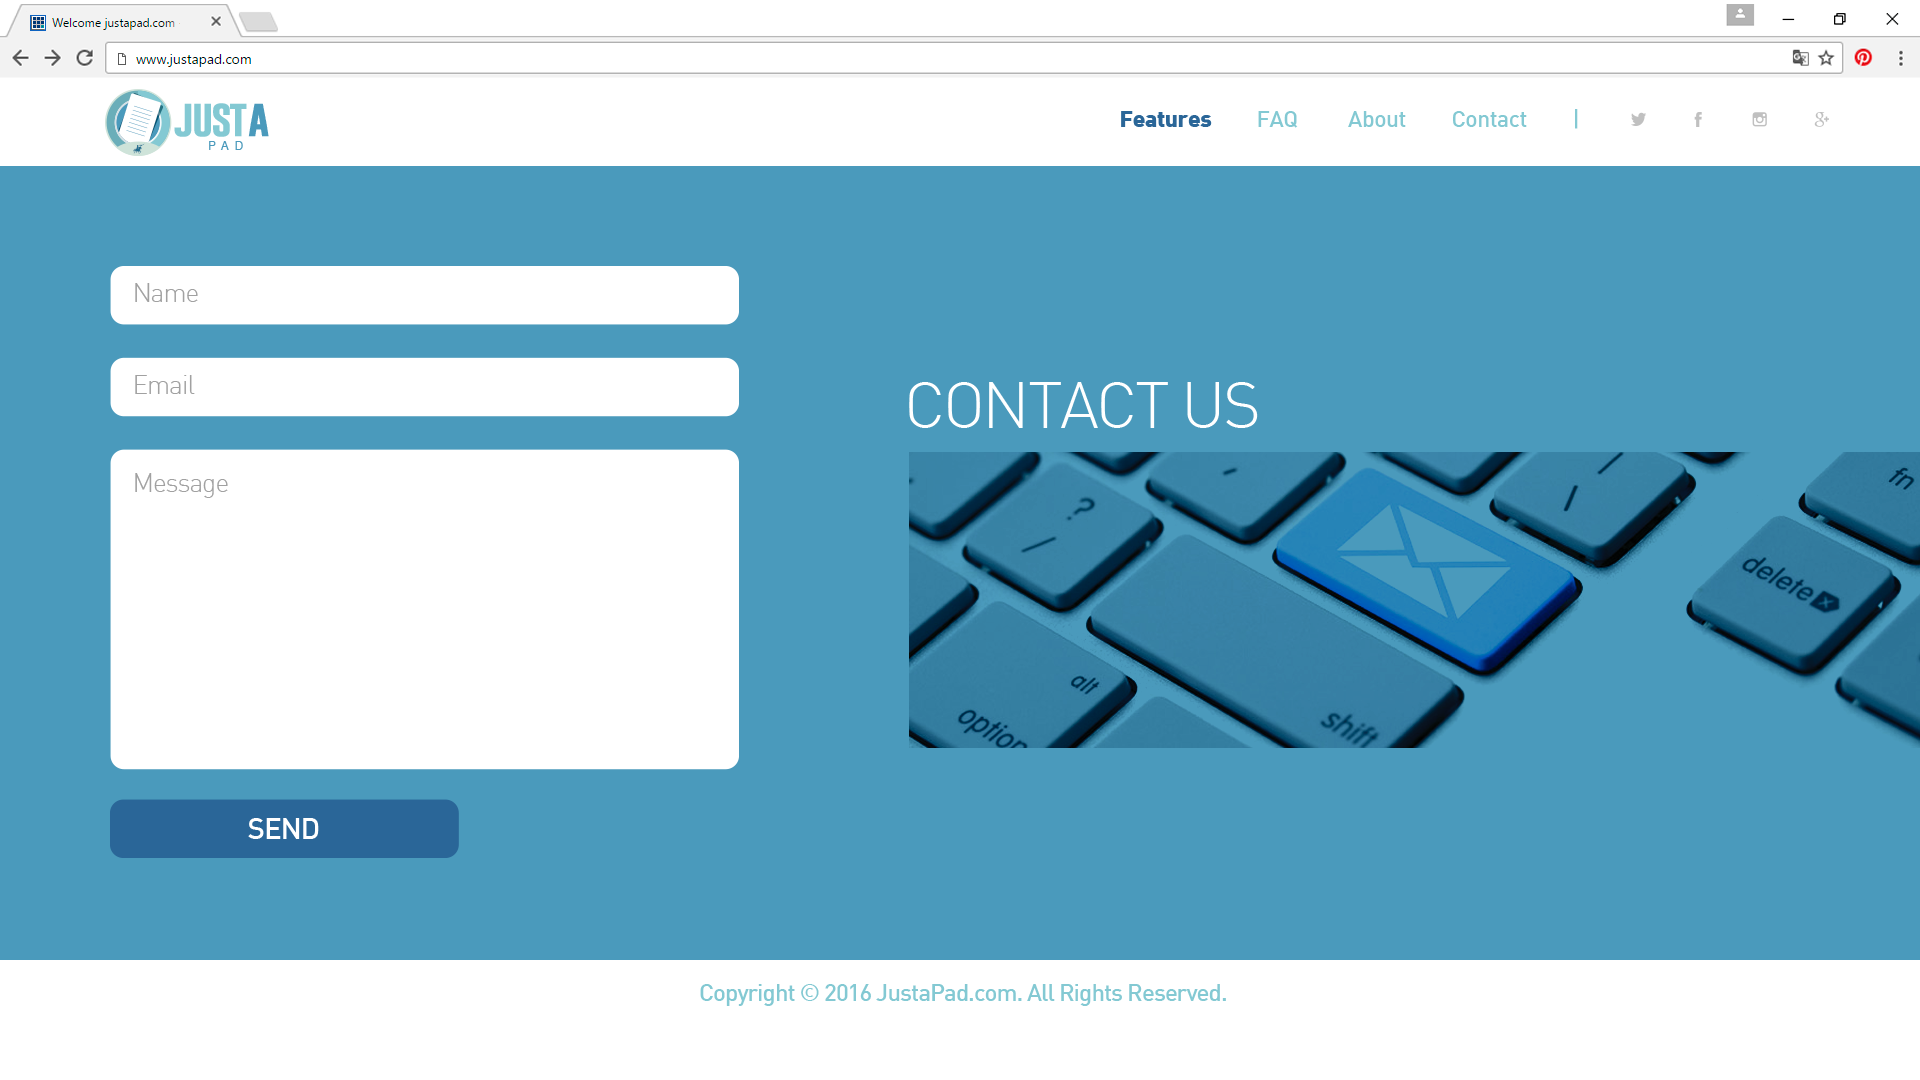 Welcome justapad.com
www.justapad.com
JUSTA
PAD
Features FAQ About Contact
Name
Email
Message
SEND
CONTACT US
?
/
fn
delete
alt
option
shift
Copyright © 2016 JustaPad.com. All Rights Reserved.